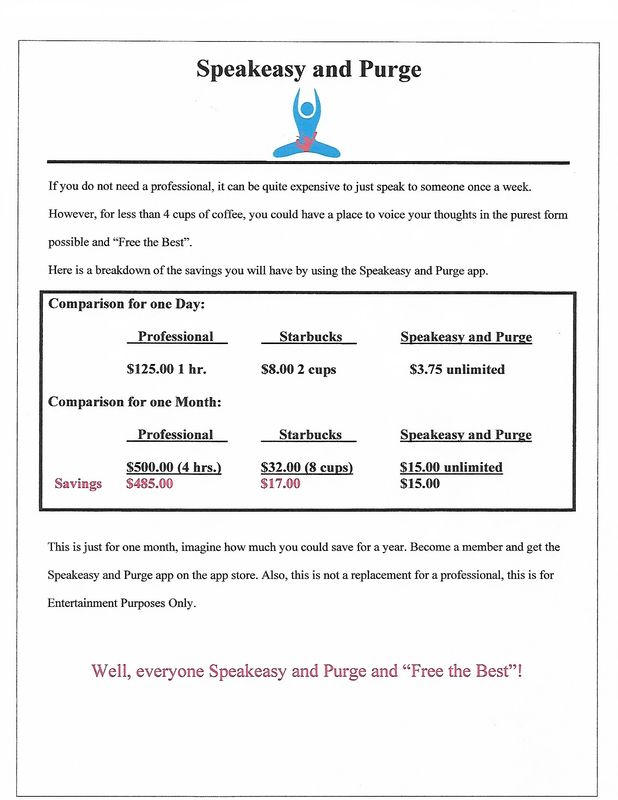 Speakeasy and Purge
If you do not need a professional, it can be quite expensive to just speak to someone once a week.
However, for less than 4 cups of coffee, you could have a place to voice your thoughts in the purest form
possible and “Free the Best”.
Here is a breakdown of the savings you will have by using the Speakeasy and Purge app.
Comparison for one Day:
Professional Starbucks Speakeasy and Purge
$125.00 1 hr. $8.00 2 cups $3.75 unlimited
Comparison for one Month:
Professional Starbucks Speakeasy and Purge
$500.00 (4 hrs.) $32.00 (8 cups) $15.00 unlimited
Savings $485.00 $17.00 $15.00
This is just for one month, imagine how much you could save for a year. Become a member and get the
Speakeasy and Purge app on the app store. Also, this is not a replacement for a professional, this is for
Entertainment Purposes Only.
Well, everyone Speakeasy and Purge and “Free the Best”!